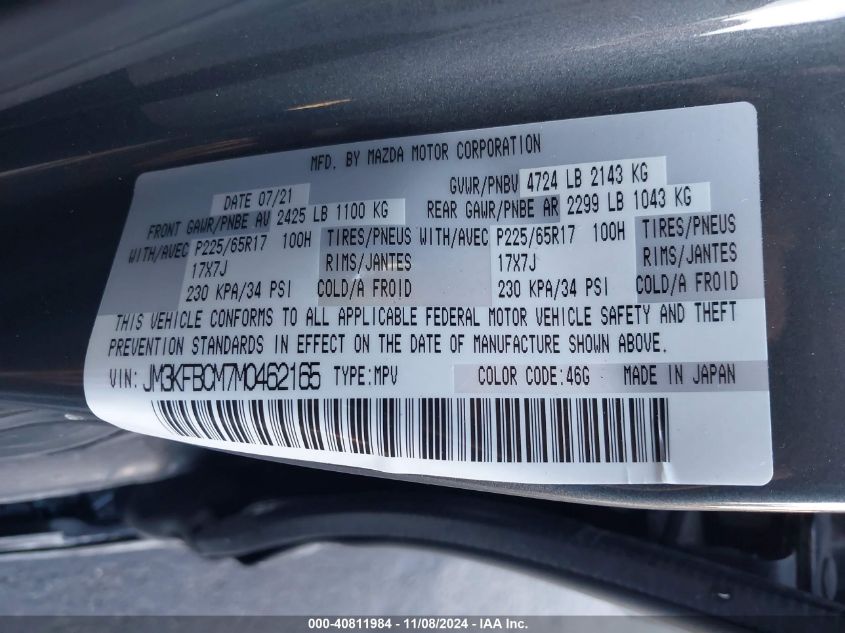 MFD. BY MAZDA MOTOR CORPORATION
DATE 07/21 GVWR/PNBV 4724 LB 2143 KG
FRONT GAWR/PNBE AV 2425 LB 1100 KG REAR GAWR/PNBE AR 2299 LB 1043 KG
WITH/AVEC P225/65R17 100H TIRES/PNEUS WITH/AVEC P225/65R17 100H TIRES/PNEUS
17X7J RIMS/JANTES 17X7J RIMS/JANTES
230 KPA/34 PSI COLD/A FROID 230 KPA/34 PSI COLD/A FROID
THIS VEHICLE CONFORMS TO ALL APPLICABLE FEDERAL MOTOR VEHICLE SAFETY AND THEFT
PREVENTION STANDARDS IN EFFECT ON THE DATE OF MANUFACTURE SHOWN ABOVE.
VIN: JM3KFBCM7M0462165 TYPE:MPV COLOR CODE:46G MADE IN JAPAN
000-40811984 - 11/08/2024 - IAA Inc.